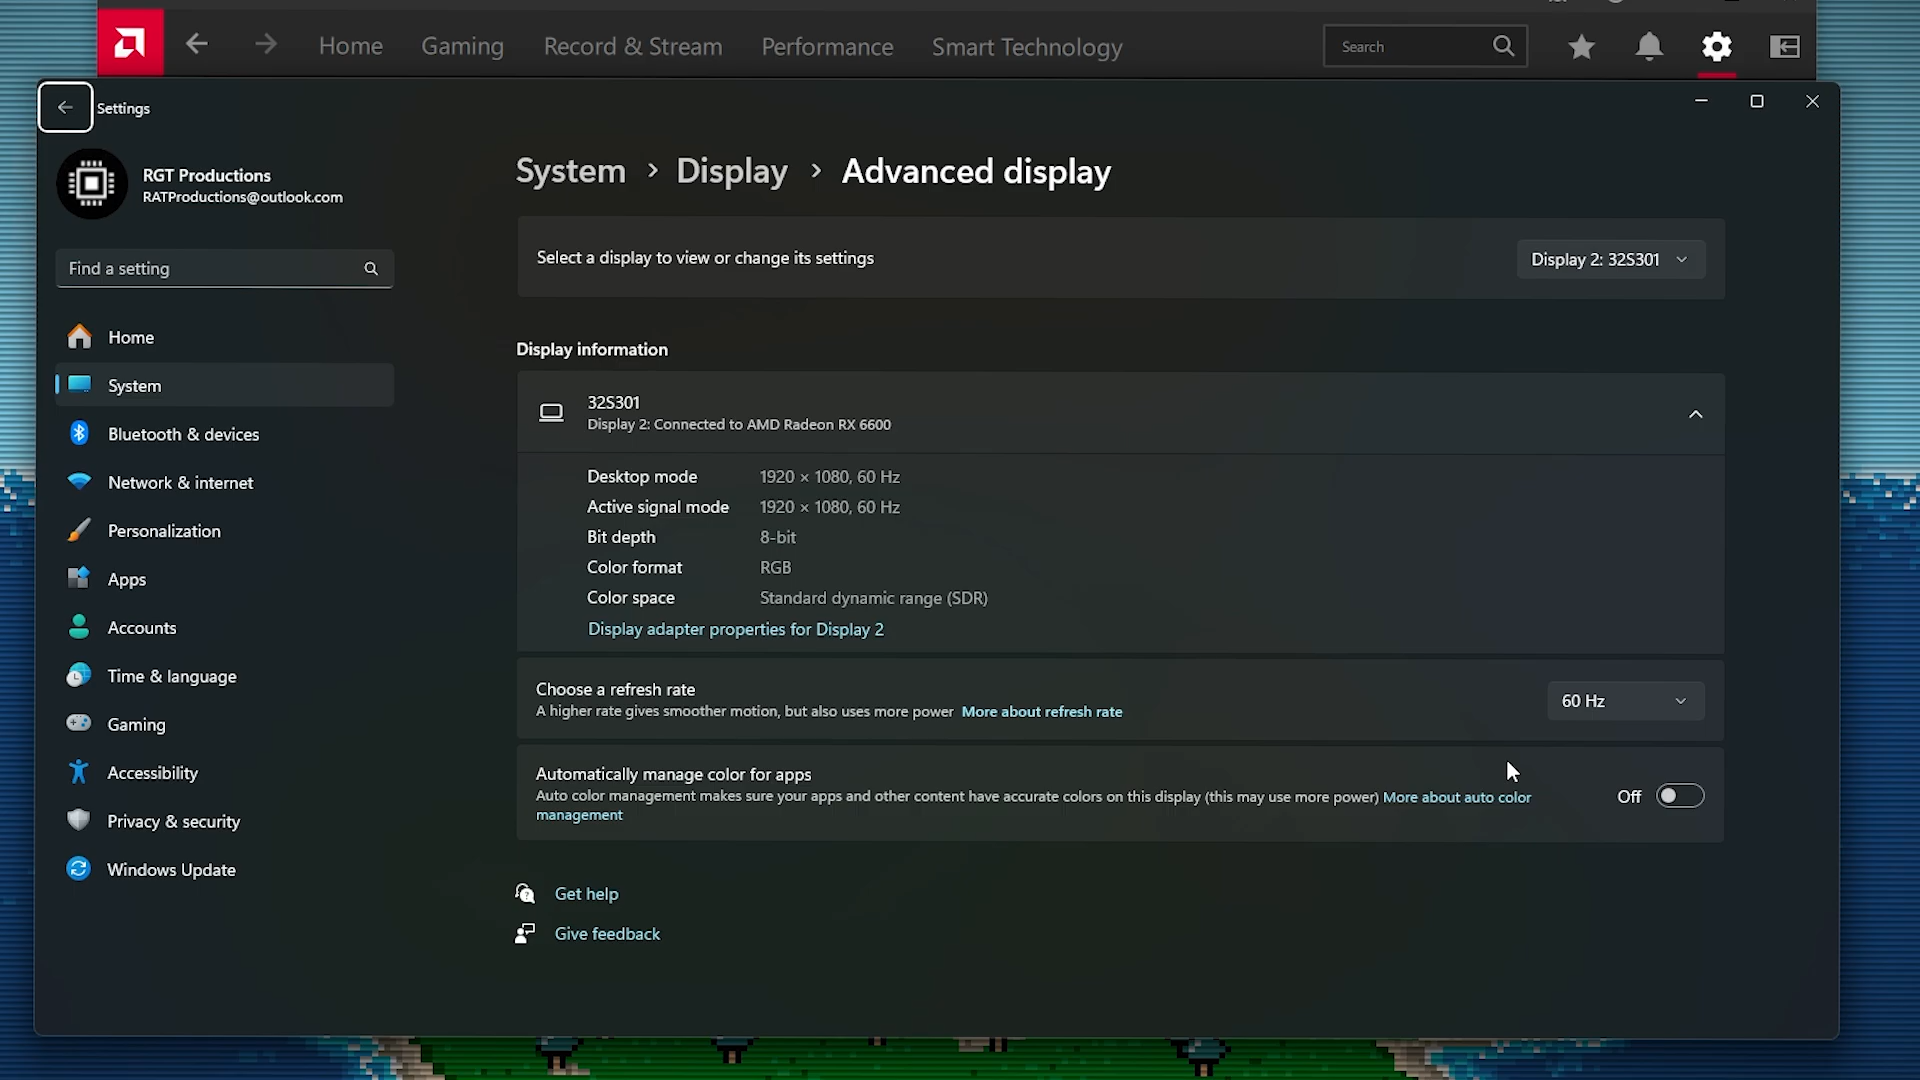 Home
Gaming
Record & Stream
Performance
Smart Technology
Search
Settings
RGT Productions
RATProductions@outlook.com
Find a setting
Home
System
Bluetooth & devices
Network & internet
Personalization
Apps
Accounts
Time & language
Gaming
Accessibility
Privacy & security
Windows Update
System > Display > Advanced display
Select a display to view or change its settings
Display 2: 32S301
Display information
32S301
Display 2: Connected to AMD Radeon RX 6600
Desktop mode 1920 × 1080, 60 Hz
Active signal mode 1920 × 1080, 60 Hz
Bit depth 8-bit
Color format RGB
Color space Standard dynamic range (SDR)
Display adapter properties for Display 2
Choose a refresh rate
A higher rate gives smoother motion, but also uses more power More about refresh rate
60 Hz
Automatically manage color for apps
Auto color management makes sure your apps and other content have accurate colors on this display (this may use more power) More about auto color
management
Off
Get help
Give feedback